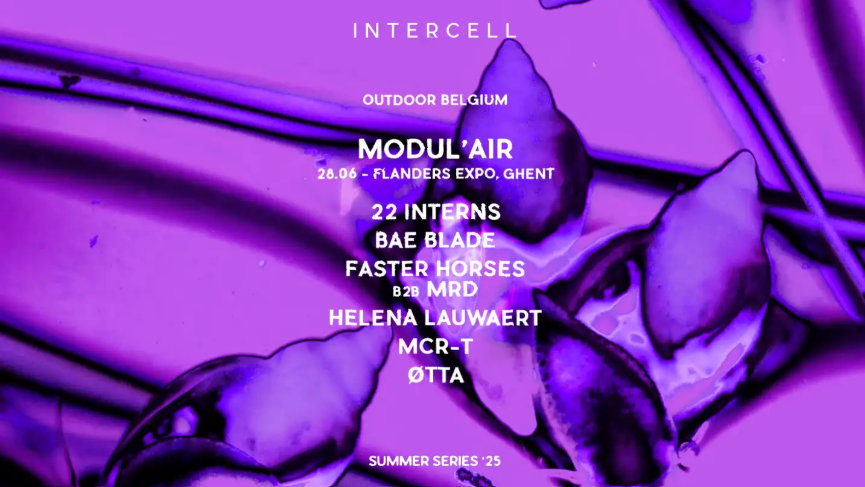 INTERCELL
OUTDOOR BELGIUM
MODUL'AIR
28.06 – FLANDERS EXPO, GHENT
22 INTERNS
BAE BLADE
FASTER HORSES
B2B MRD
HELENA LAUWAERT
MCR-T
ØTTA
SUMMER SERIES '25